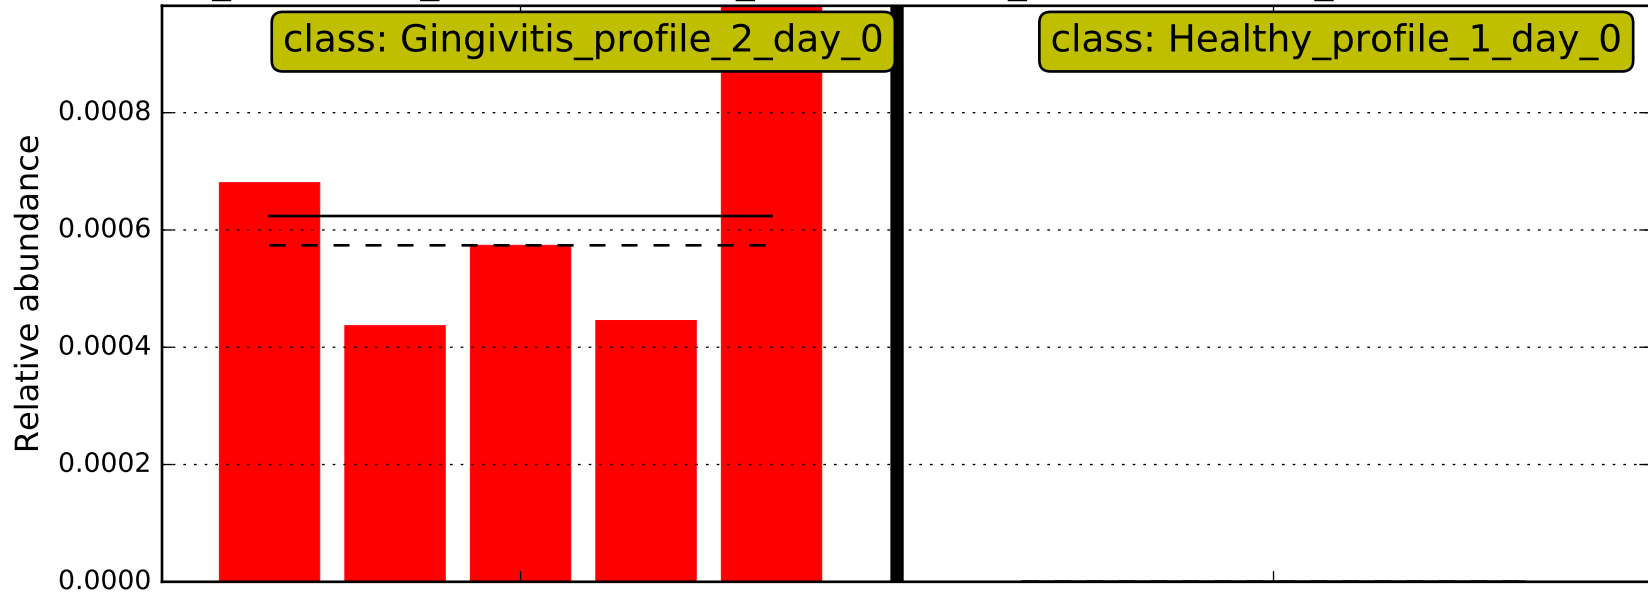 class: Gingivitis_profile_2_day_0
class: Healthy_profile_1_day_0
Relative abundance
0.0008
0.0006
0.0004
0.0002
0.0000